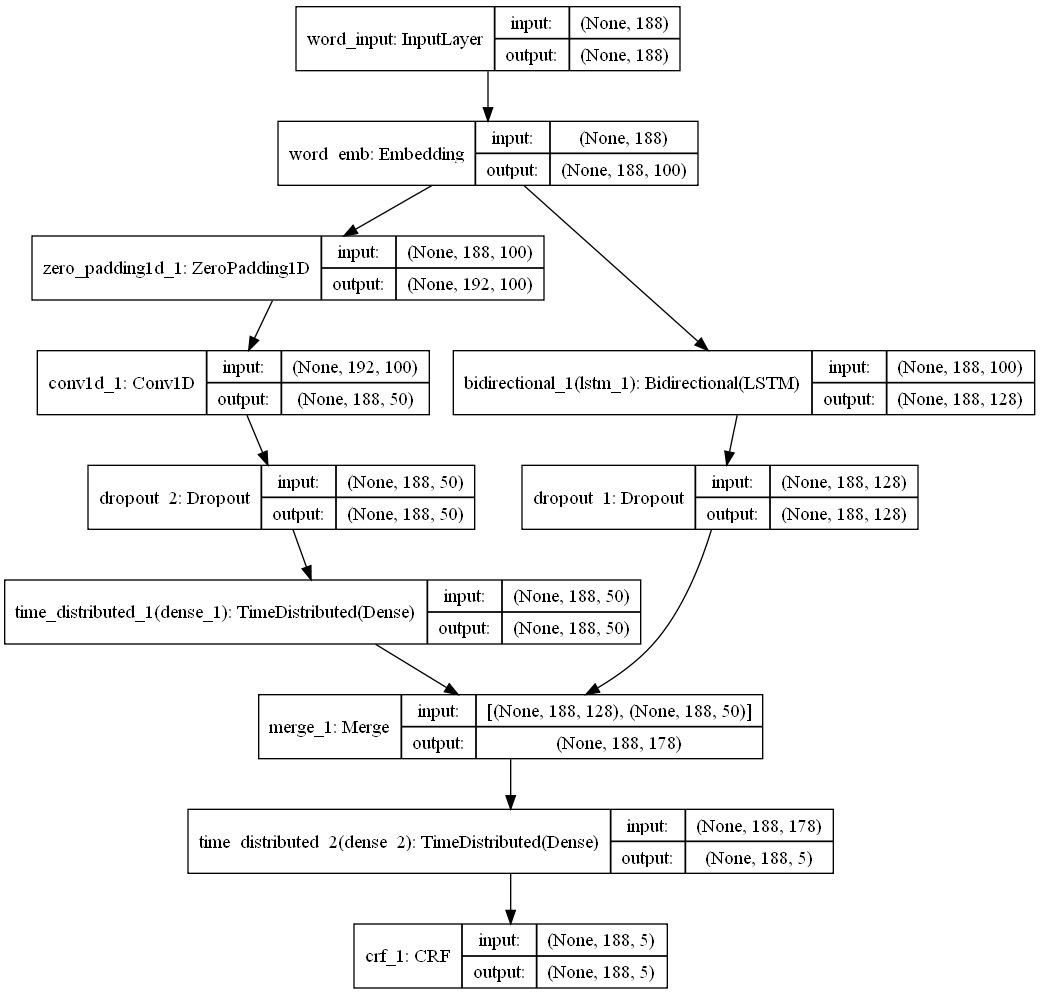 word_input: InputLayer
input:
(None, 188)
output:
(None, 188)
word_emb: Embedding
input:
(None, 188)
output:
(None, 188, 100)
zero_padding1d_1: ZeroPadding1D
input:
(None, 188, 100)
output:
(None, 192, 100)
conv1d_1: Conv1D
input:
(None, 192, 100)
output:
(None, 188, 50)
bidirectional_1(lstm_1): Bidirectional(LSTM)
input:
(None, 188, 100)
output:
(None, 188, 128)
dropout_2: Dropout
input:
(None, 188, 50)
output:
(None, 188, 50)
dropout_1: Dropout
input:
(None, 188, 128)
output:
(None, 188, 128)
time_distributed_1(dense_1): TimeDistributed(Dense)
input:
(None, 188, 50)
output:
(None, 188, 50)
merge_1: Merge
input:
[(None, 188, 128), (None, 188, 50)]
output:
(None, 188, 178)
time_distributed_2(dense_2): TimeDistributed(Dense)
input:
(None, 188, 178)
output:
(None, 188, 5)
crf_1: CRF
input:
(None, 188, 5)
output:
(None, 188, 5)